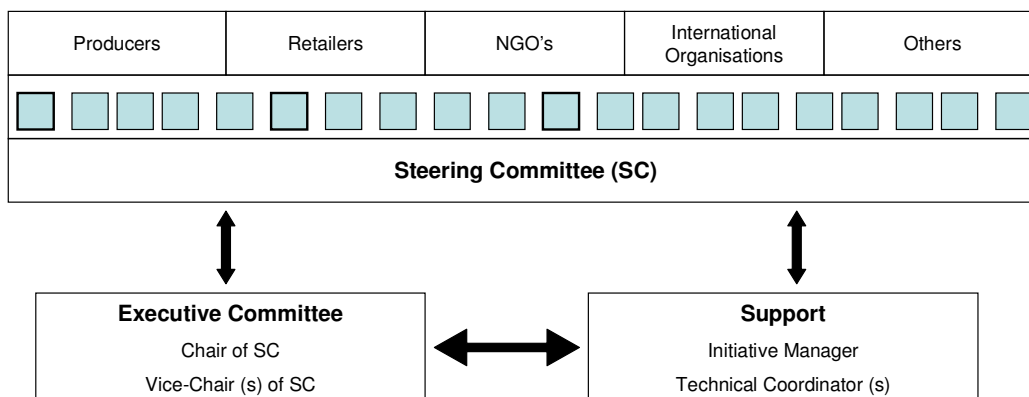 Producers
Retailers
NGO's
International
Organisations
Others
Steering Committee (SC)
Executive Committee
Chair of SC
Vice-Chair (s) of SC
Support
Initiative Manager
Technical Coordinator (s)